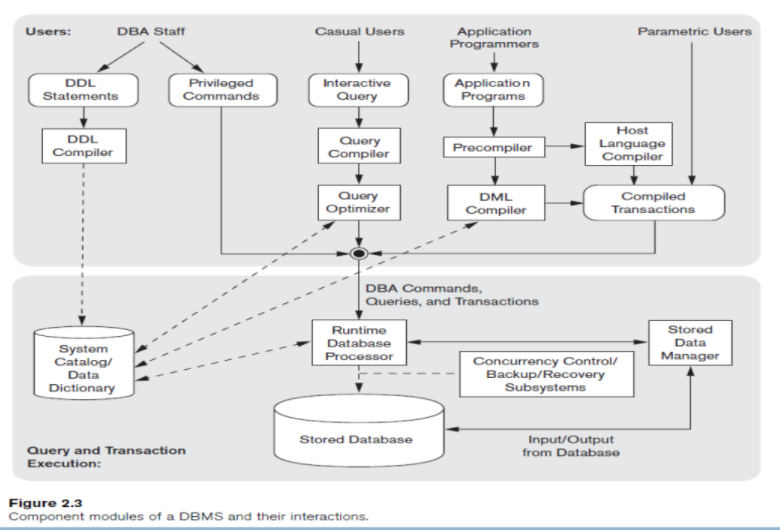 Users:
DBA Staff
Casual Users
Application
Programmers
Parametric Users
DDL
Statements
Privileged
Commands
Interactive
Query
Application
Programs
DDL
Compiler
Query
Compiler
Precompiler
Host
Language
Compiler
Query
Optimizer
DML
Compiler
Compiled
Transactions
DBA Commands,
Queries, and Transactions
System
Catalog/
Data
Dictionary
Runtime
Database
Processor
Stored
Data
Manager
Concurrency Control/
Backup/Recovery
Subsystems
Stored Database
Input/Output
from Database
Query and Transaction
Execution:
Figure 2.3
Component modules of a DBMS and their interactions.